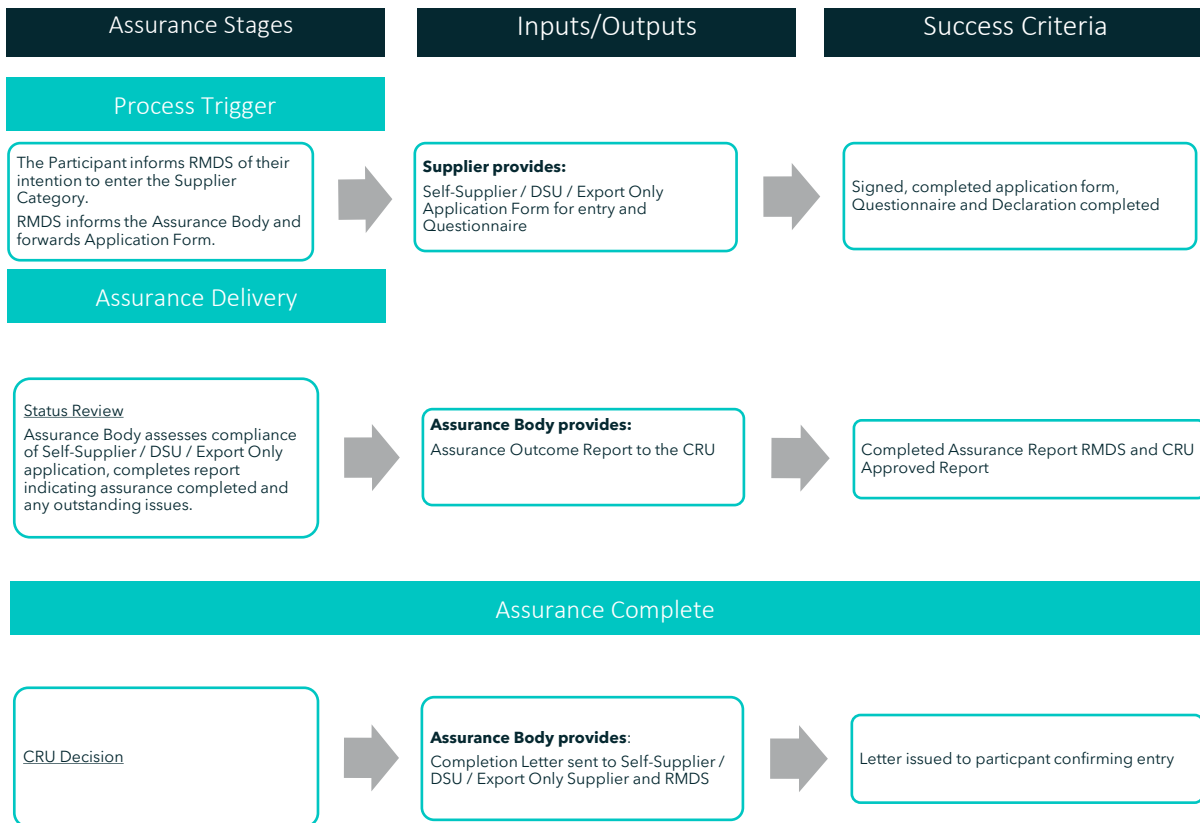 Assurance Stages
Inputs/Outputs
Success Criteria
Process Trigger
The Participant informs RMDS of their
intention to enter the Supplier
Category.
RMDS informs the Assurance Body and
forwards Application Form.
Supplier provides:
Self-Supplier / DSU / Export Only
Application Form for entry and
Questionnaire
Signed, completed application form,
Questionnaire and Declaration completed
Assurance Delivery
Status Review
Assurance Body assesses compliance
of Self-Supplier / DSU / Export Only
application, completes report
indicating assurance completed and
any outstanding issues.
Assurance Body provides:
Assurance Outcome Report to the CRU
Completed Assurance Report RMDS and CRU
Approved Report
Assurance Complete
CRU Decision
Assurance Body provides:
Completion Letter sent to Self-Supplier /
DSU / Export Only Supplier and RMDS
Letter issued to particpant confirming entry